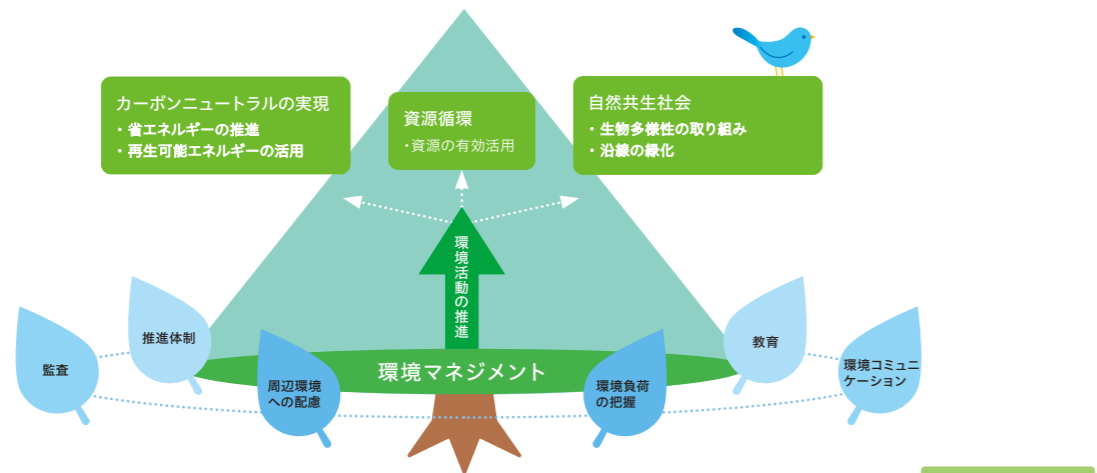 カーボンニュートラルの実現
・省エネルギーの推進
・再生可能エネルギーの活用
資源循環
・資源の有効活用
自然共生社会
・生物多様性の取り組み
・沿線の緑化
環境活動の推進
環境マネジメント
監査
推進体制
周辺環境
への配慮
環境負荷
の把握
教育
環境コミュニ
ケーション